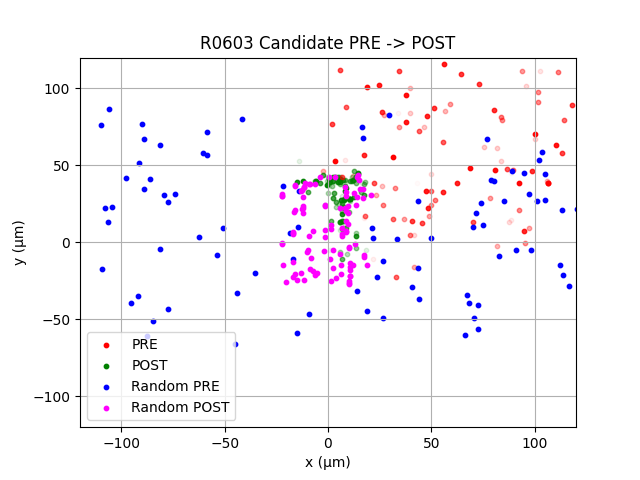 R0603 Candidate PRE -> POST
100
50
0
−50
−100
y (μm)
PRE
POST
Random PRE
Random POST
−100
−50
0
50
100
x (μm)